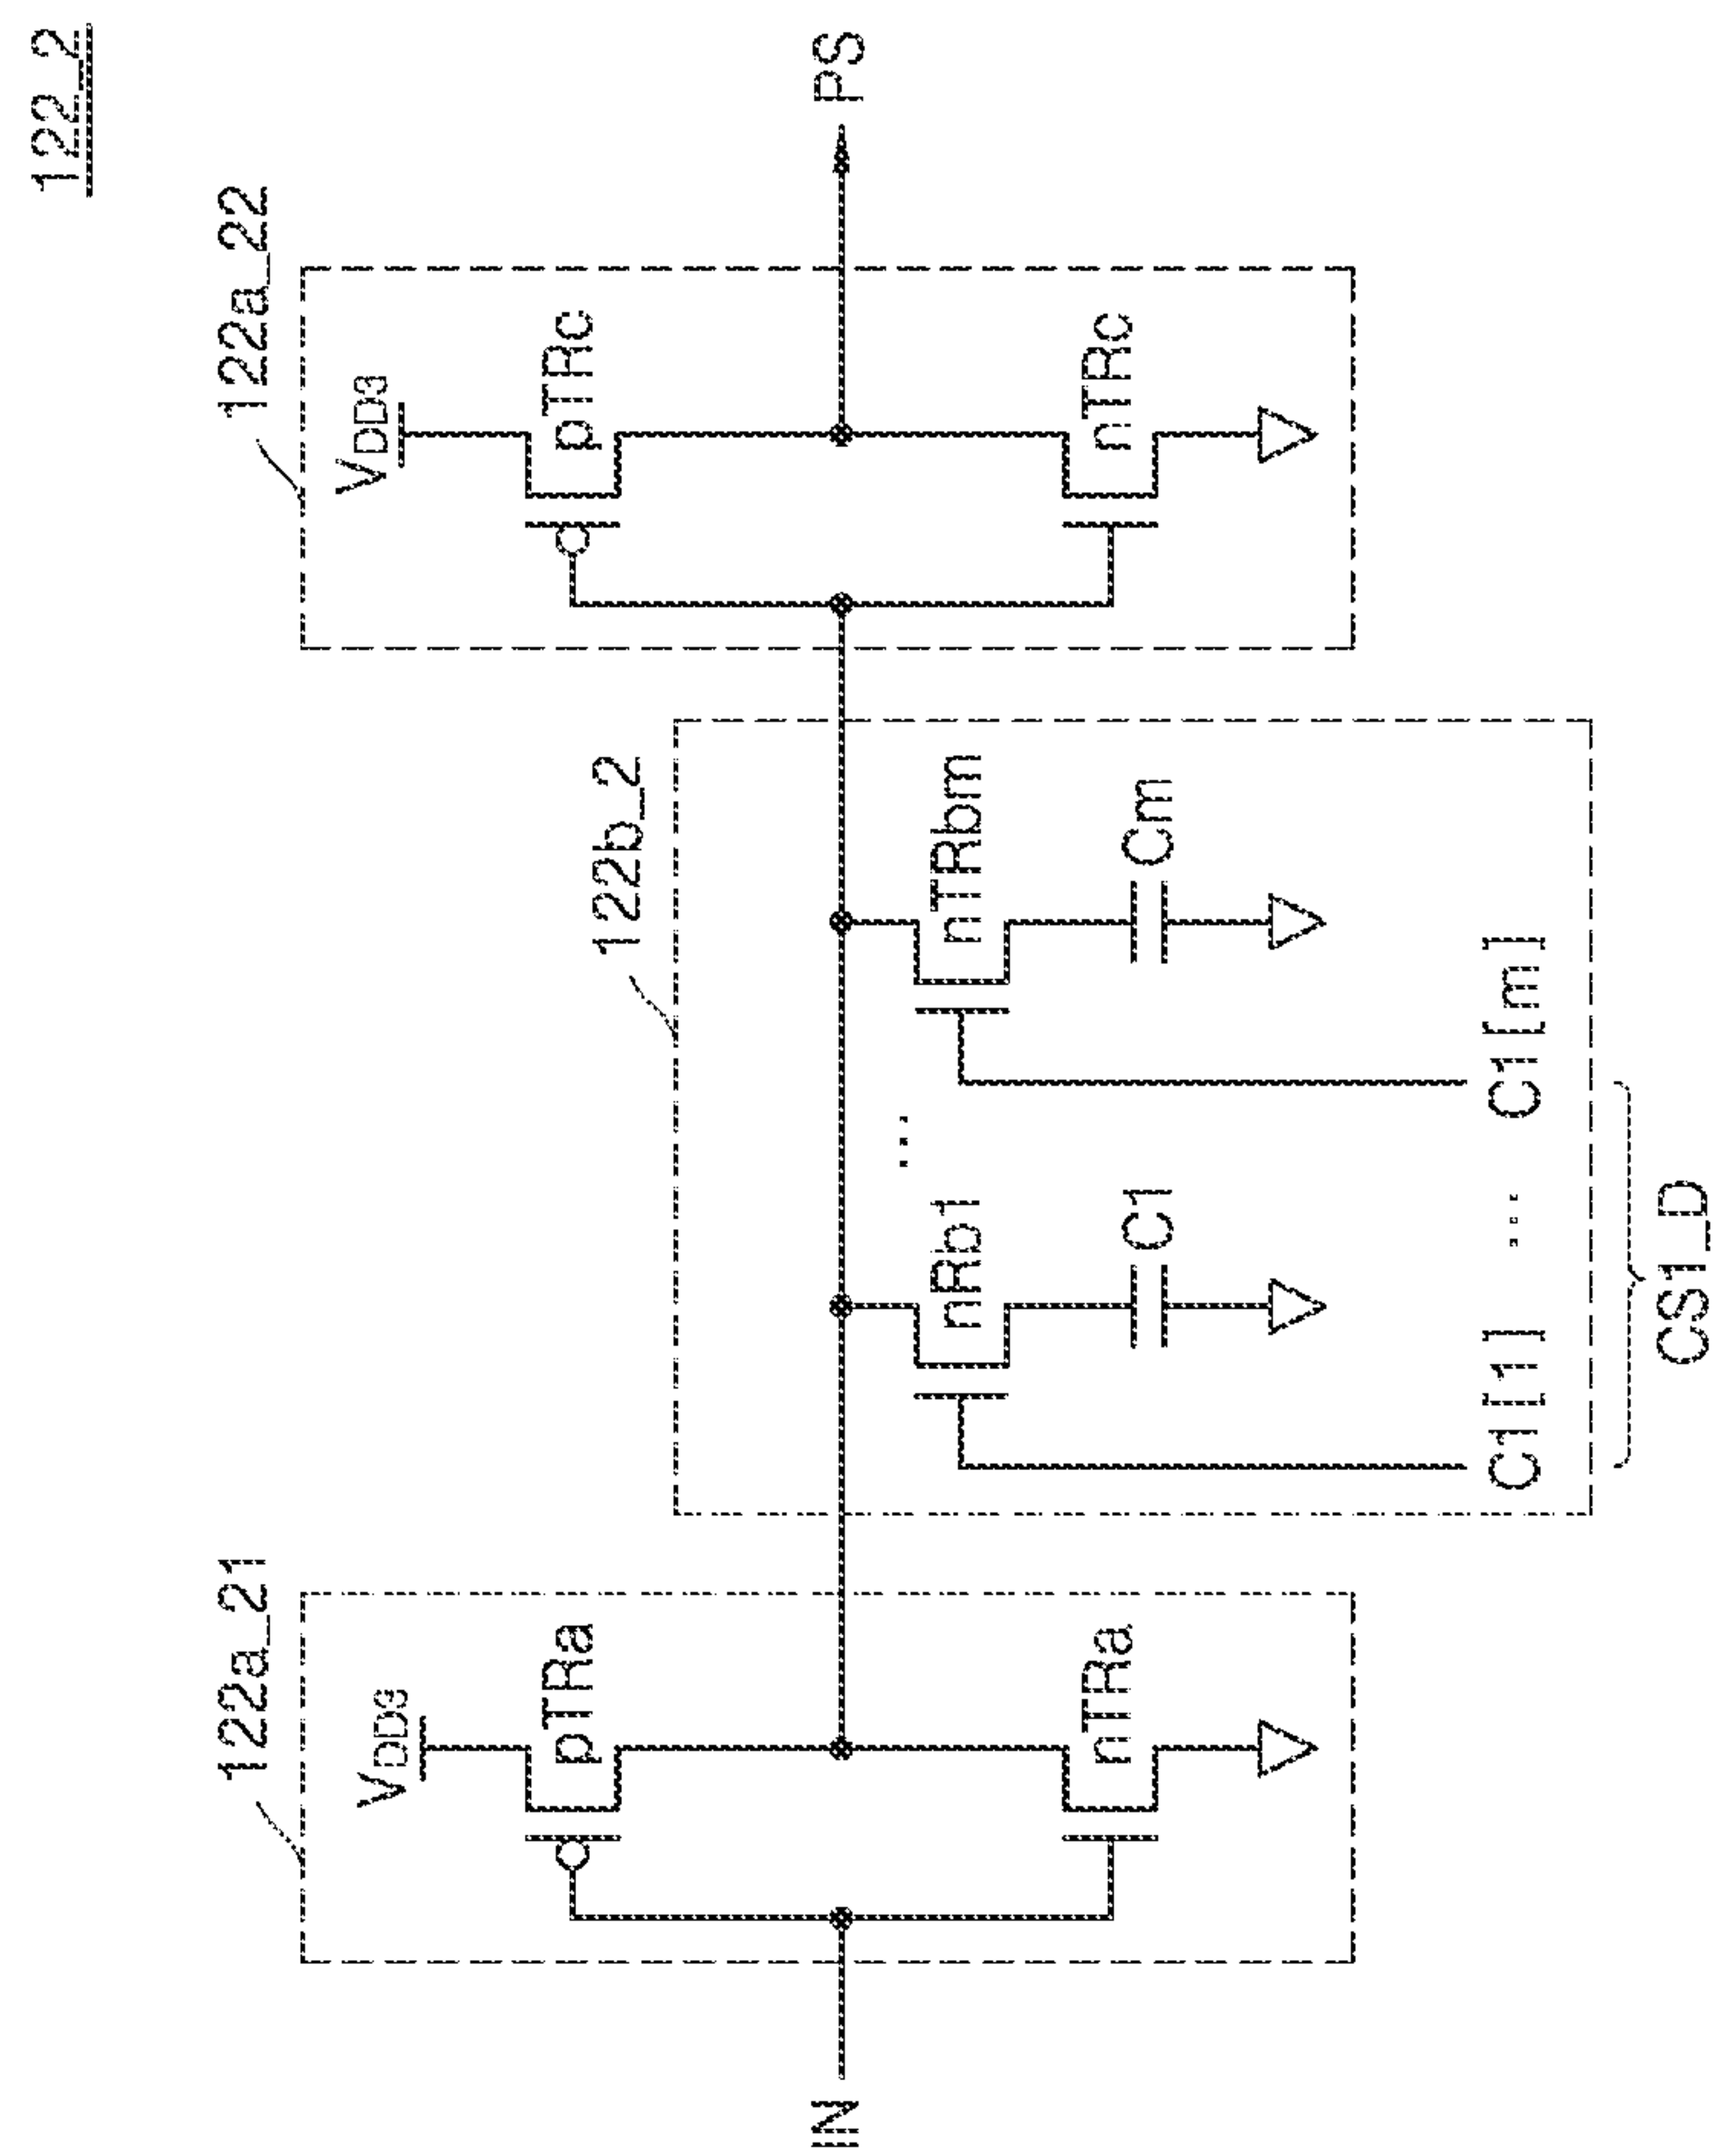 122_2
122a_21
122a_22
VDD3
VDD3
pTRa
pTRc
122b_2
IN
PS
nRb1
...
nTRbm
nTRa
nTRc
C1
Cm
C1[1] ... C1[m]
CS1_D